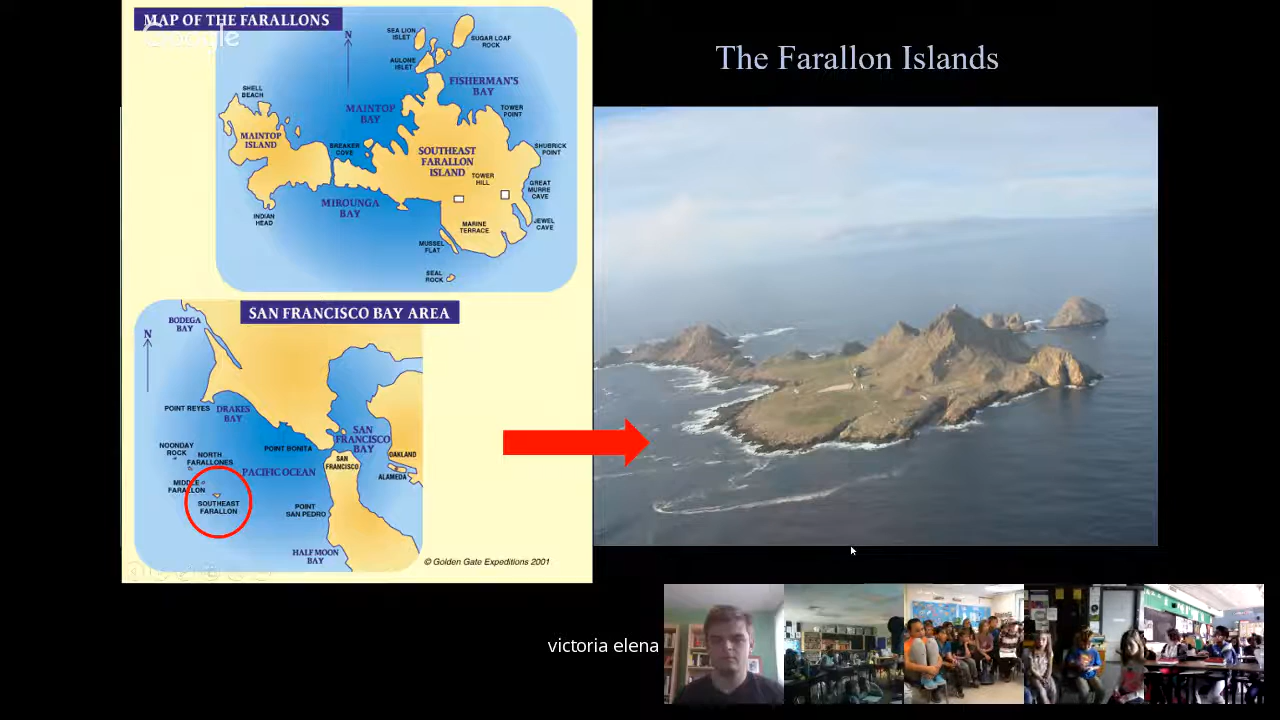 MAP OF THE FARALLONS
Google
The Farallon Islands
N
SEA LION
ISLET
SUGAR LOAF
ROCK
AULONE
ISLET
FISHERMAN'S
BAY
SHELL
BEACH
MAINTOP
BAY
TOWER
POINT
MAINTOP
ISLAND
BREAKER
COVE
SOUTHEAST
FARALLON
ISLAND
SHUBRICK
POINT
TOWER
HILL
GREAT
MURRE
CAVE
MIROUNGA
BAY
INDIAN
HEAD
MARINE
TERRACE
JEWEL
CAVE
MUSSEL
FLAT
SEAL
ROCK
SAN FRANCISCO BAY AREA
BODEGA
BAY
N
POINT REYES
DRAKES
BAY
SAN
FRANCISCO
BAY
NOONDAY
ROCK
NORTH
FARALLONES
POINT BONITA
SAN
FRANCISCO
OAKLAND
PACIFIC OCEAN
ALAMEDA
MIDDLE
FARALLON
SOUTHEAST
FARALLON
POINT
SAN PEDRO
HALF MOON
BAY
© Golden Gate Expeditions 2001
victoria elena